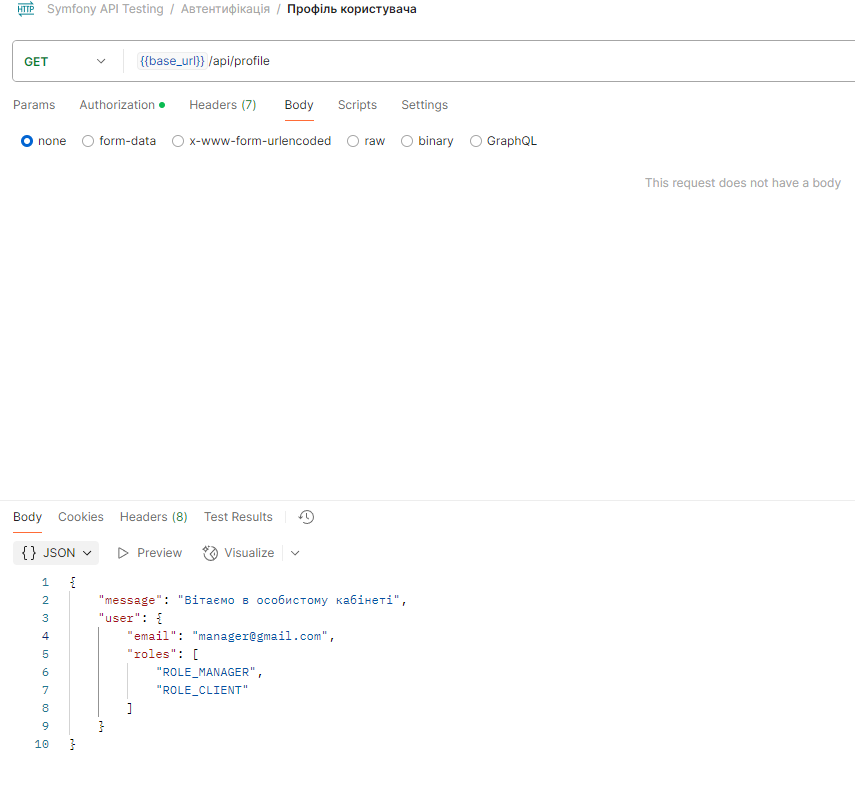 HTTP Symfony API Testing / Автентифікація / Профіль користувача
GET {{base_url}} /api/profile
Params Authorization Headers (7) Body Scripts Settings
none form-data x-www-form-urlencoded raw binary GraphQL
This request does not have a body
Body Cookies Headers (8) Test Results
{} JSON Preview Visualize
1 {
2 "message": "Вітаємо в особистому кабінеті",
3 "user": {
4 "email": "manager@gmail.com",
5 "roles": [
6 "ROLE_MANAGER",
7 "ROLE_CLIENT"
8 ]
9 }
10 }